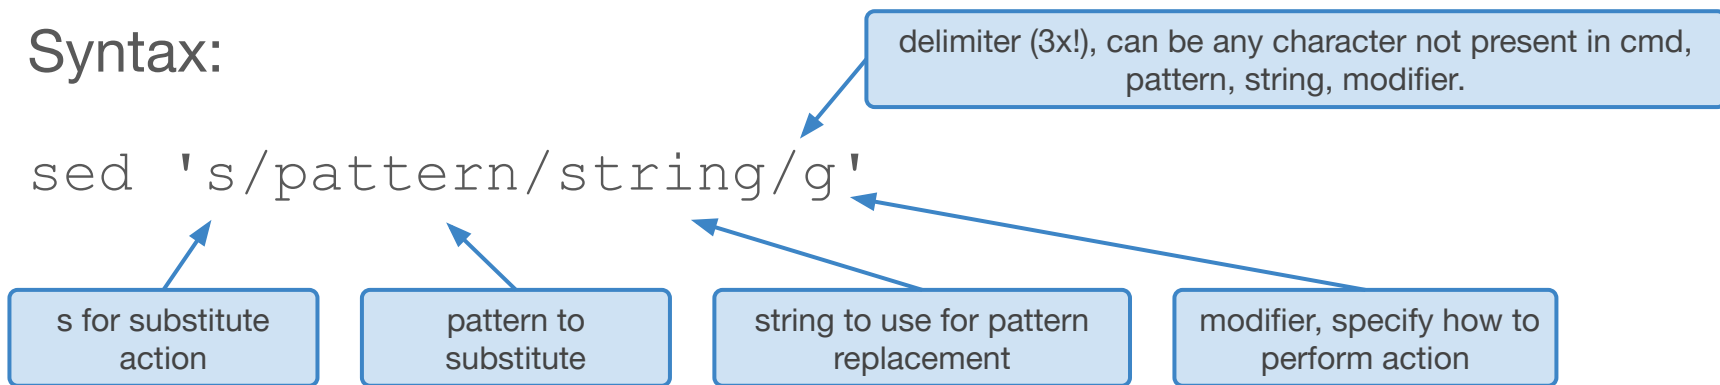 Syntax:
delimiter (3x!), can be any character not present in cmd,
pattern, string, modifier.
sed 's/pattern/string/g'
s for substitute
action
pattern to
substitute
string to use for pattern
replacement
modifier, specify how to
perform action